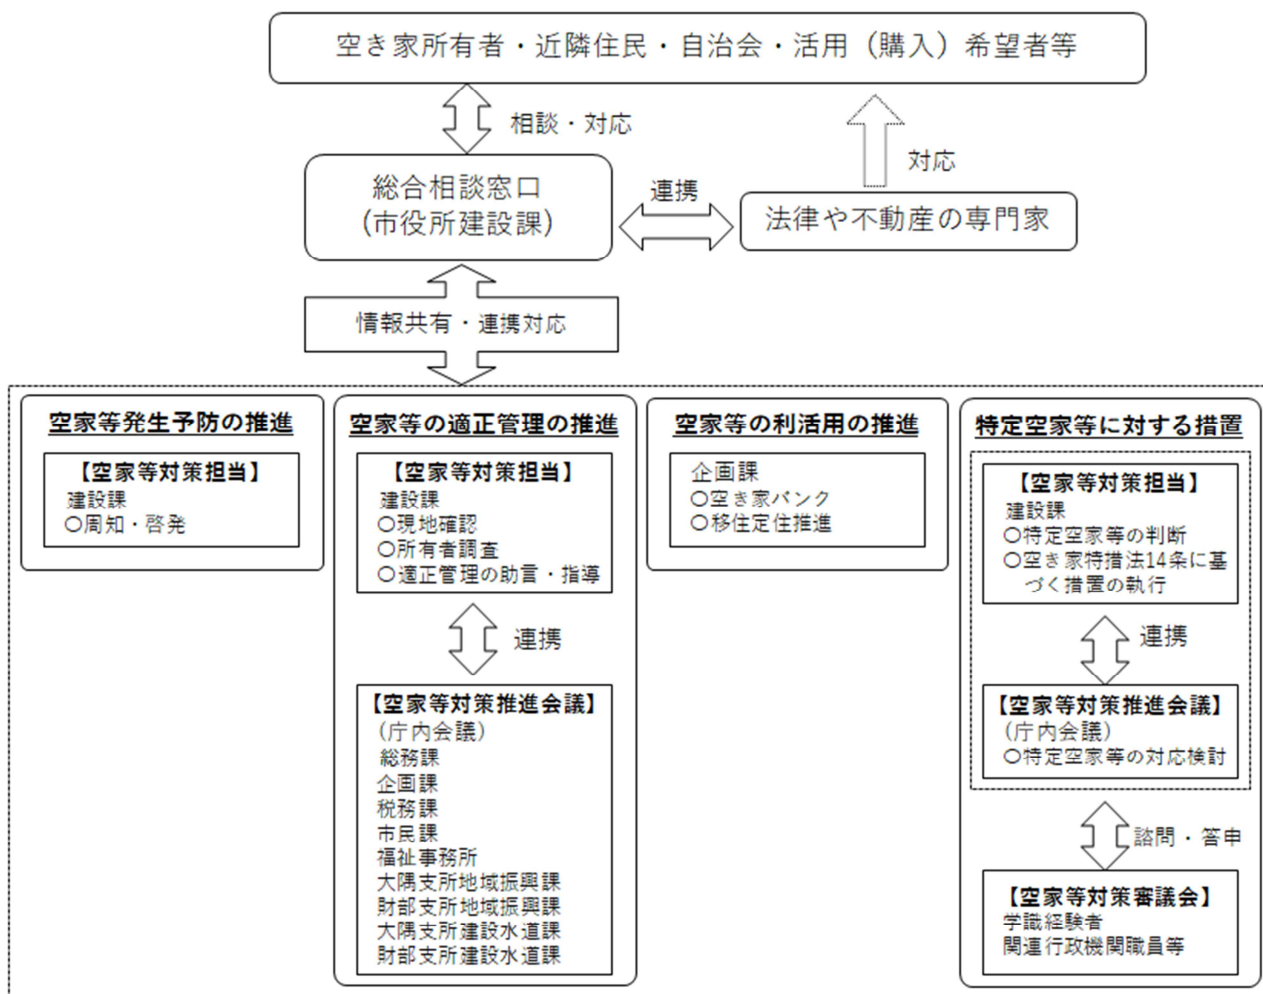 空き家所有者・近隣住民・自治会・活用（購入）希望者等
相談・対応
対応
総合相談窓口
(市役所建設課)
連携
法律や不動産の専門家
情報共有・連携対応
空家等発生予防の推進
【空家等対策担当】
建設課
〇周知・啓発
空家等の適正管理の推進
【空家等対策担当】
建設課
〇現地確認
〇所有者調査
〇適正管理の助言・指導
連携
【空家等対策推進会議】
(庁内会議)
総務課
企画課
税務課
市民課
福祉事務所
大隅支所地域振興課
財部支所地域振興課
大隅支所建設水道課
財部支所建設水道課
空家等の利活用の推進
企画課
〇空き家バンク
〇移住定住推進
特定空家等に対する措置
【空家等対策担当】
建設課
〇特定空家等の判断
〇空き家特措法14条に基
づく措置の執行
連携
【空家等対策推進会議】
(庁内会議)
〇特定空家等の対応検討
諮問・答申
【空家等対策審議会】
学識経験者
関連行政機関職員等